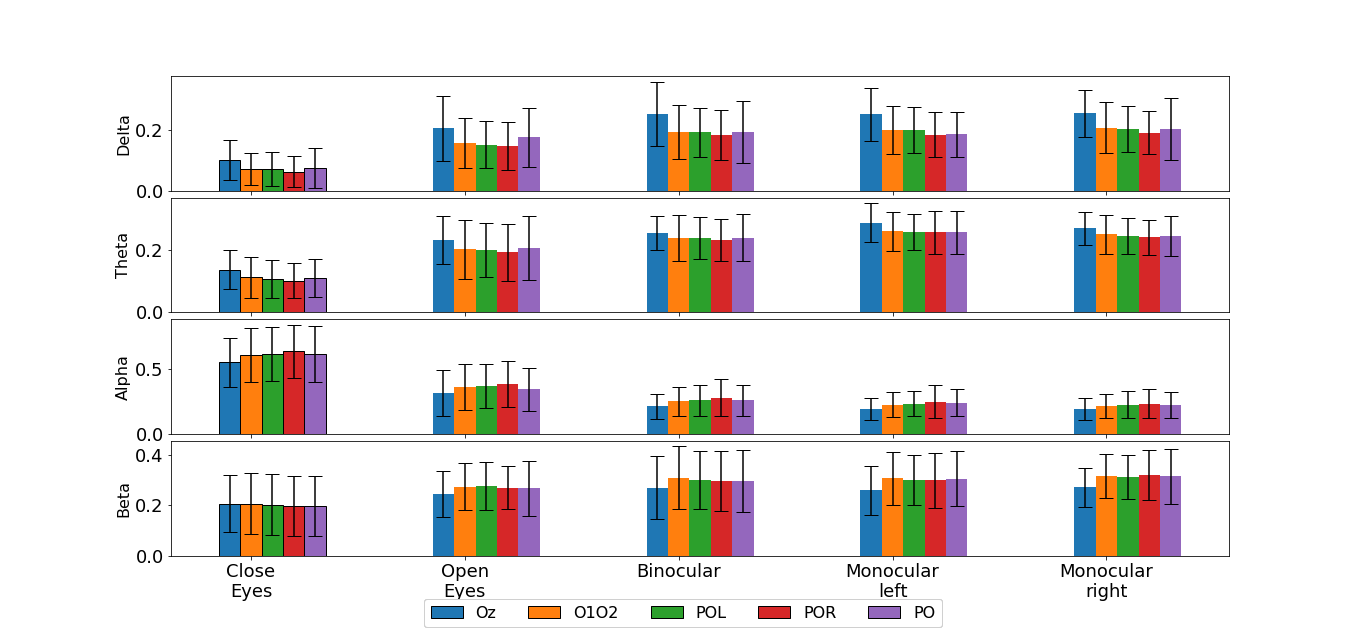 Delta
0.2
0.0
Theta
0.2
0.0
Alpha
0.5
0.0
Beta
0.4
0.2
0.0
Close Eyes
Open Eyes
Binocular
Monocular left
Monocular right
Oz O1O2 POL POR PO